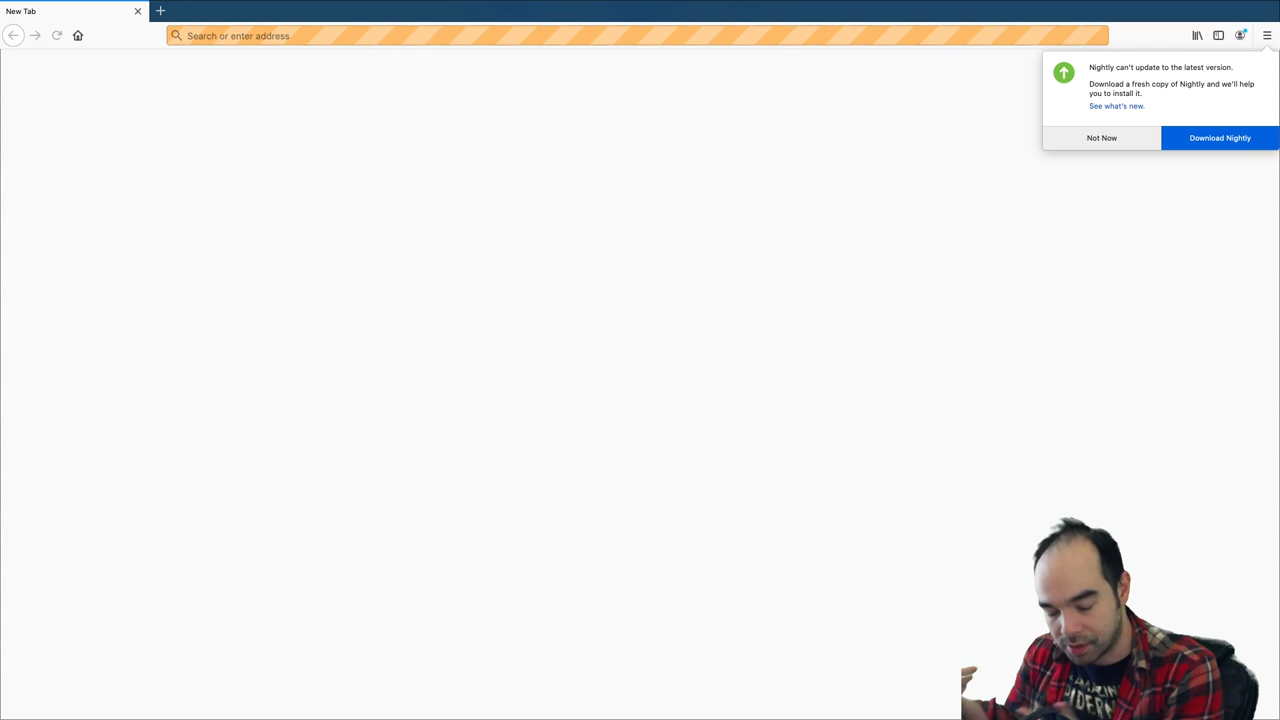 New Tab
Search or enter address
Nightly can't update to the latest version.
Download a fresh copy of Nightly and we'll help
you to install it.
See what's new.
Not Now
Download Nightly